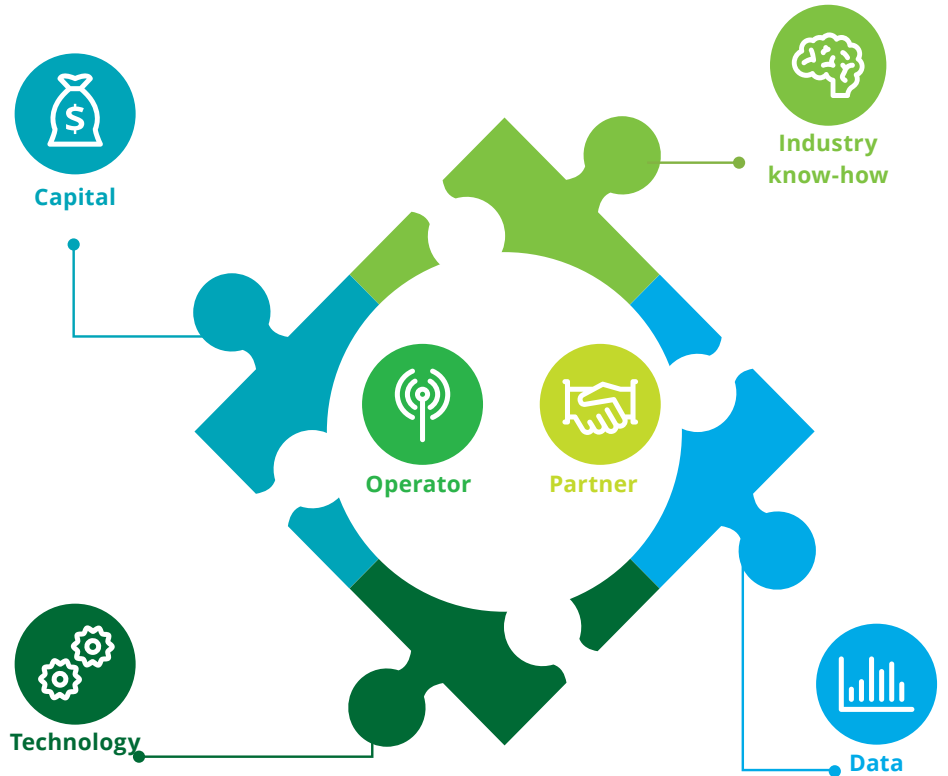 Industry
know-how
Capital
$
Operator
Partner
Technology
Data